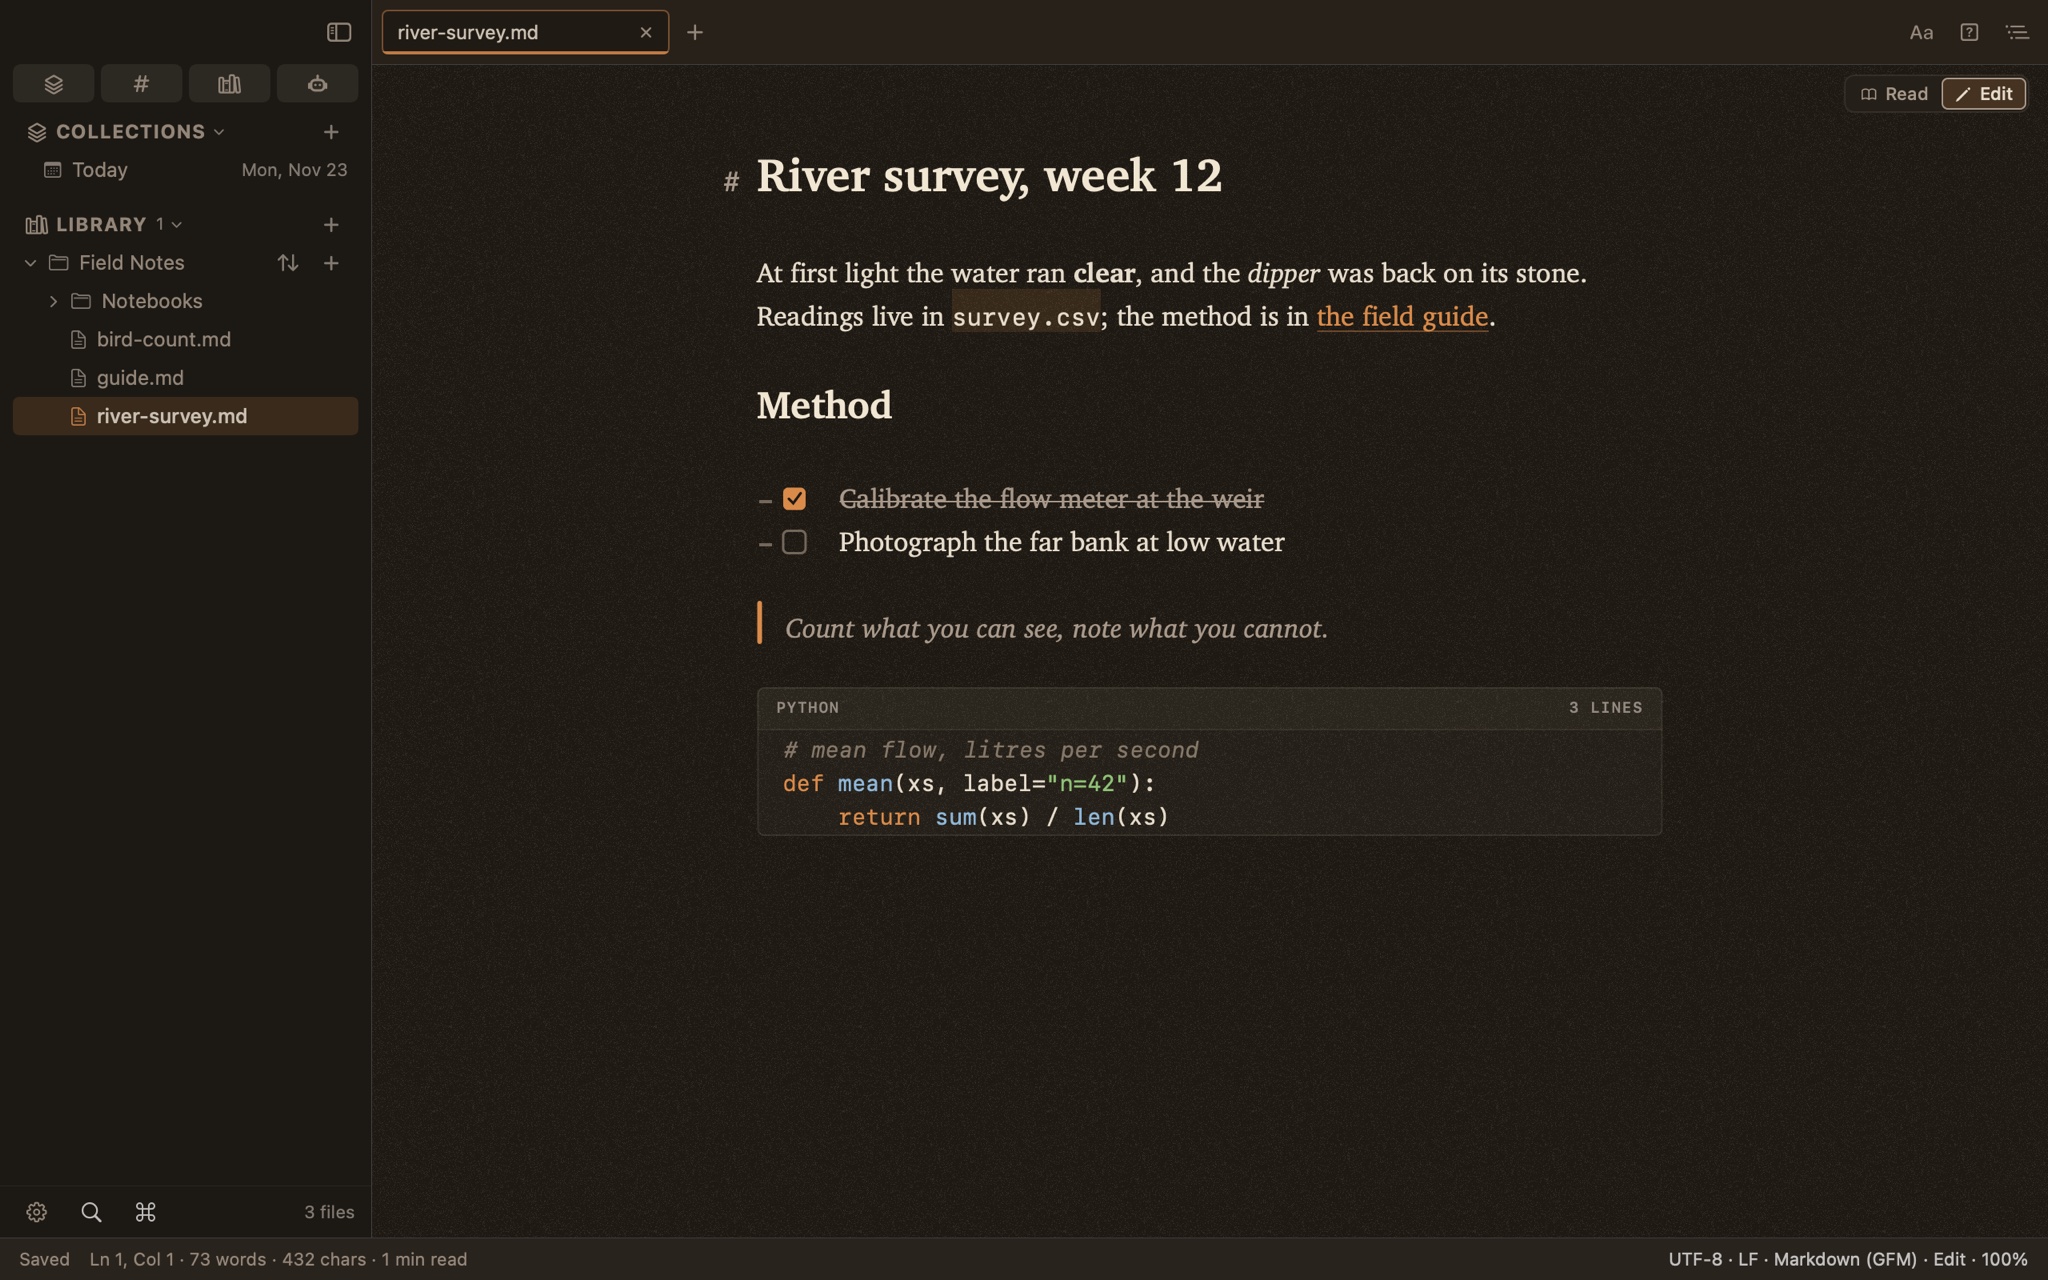 river-survey.md
Aa
Read
Edit
#
COLLECTIONS
Today
Mon, Nov 23
LIBRARY 1
Field Notes
Notebooks
bird-count.md
guide.md
river-survey.md
3 files
# River survey, week 12
At first light the water ran clear, and the dipper was back on its stone.
Readings live in survey.csv; the method is in the field guide.
Method
– Calibrate the flow meter at the weir
– Photograph the far bank at low water
Count what you can see, note what you cannot.
PYTHON
3 LINES
# mean flow, litres per second
def mean(xs, label="n=42"):
    return sum(xs) / len(xs)
Saved
Ln 1, Col 1 · 73 words · 432 chars · 1 min read
UTF-8 · LF · Markdown (GFM) · Edit · 100%